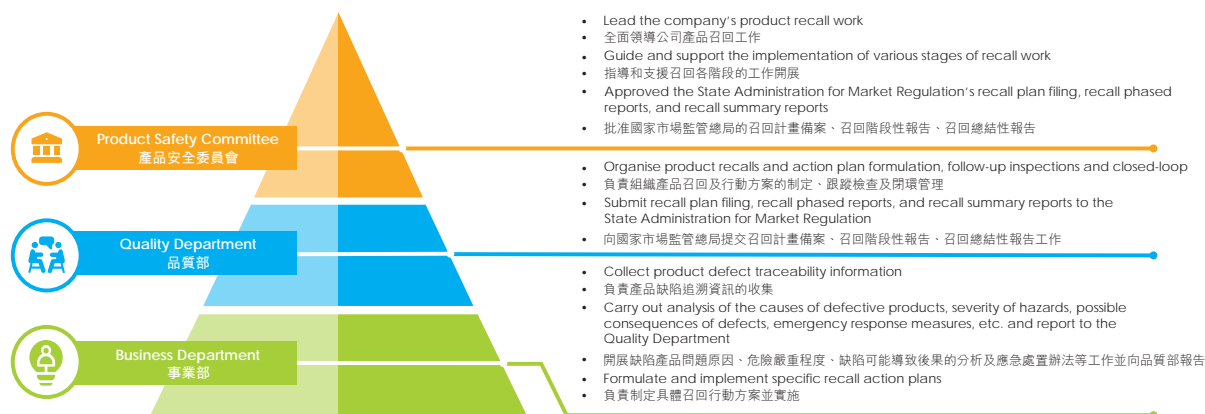 • Lead the company's product recall work
• 全面領導公司產品召回工作
• Guide and support the implementation of various stages of recall work
• 指導和支援召回各階段的工作開展
• Approved the State Administration for Market Regulation's recall plan filing, recall phased
reports, and recall summary reports
• 批准國家市場監管總局的召回計畫備案、召回階段性報告、召回總結性報告
Product Safety Committee
產品安全委員會
• Organise product recalls and action plan formulation, follow-up inspections and closed-loop
• 負責組織產品召回及行動方案的制定、跟蹤檢查及閉環管理
• Submit recall plan filing, recall phased reports, and recall summary reports to the
State Administration for Market Regulation
• 向國家市場監管總局提交召回計畫備案、召回階段性報告、召回總結性報告工作
Quality Department
品質部
• Collect product defect traceability information
• 負責產品缺陷追溯資訊的收集
• Carry out analysis of the causes of defective products, severity of hazards, possible
consequences of defects, emergency response measures, etc. and report to the
Quality Department
• 開展缺陷產品問題原因、危險嚴重程度、缺陷可能導致後果的分析及應急處置辦法等工作並向品質部報告
• Formulate and implement specific recall action plans
• 負責制定具體召回行動方案並實施
Business Department
事業部